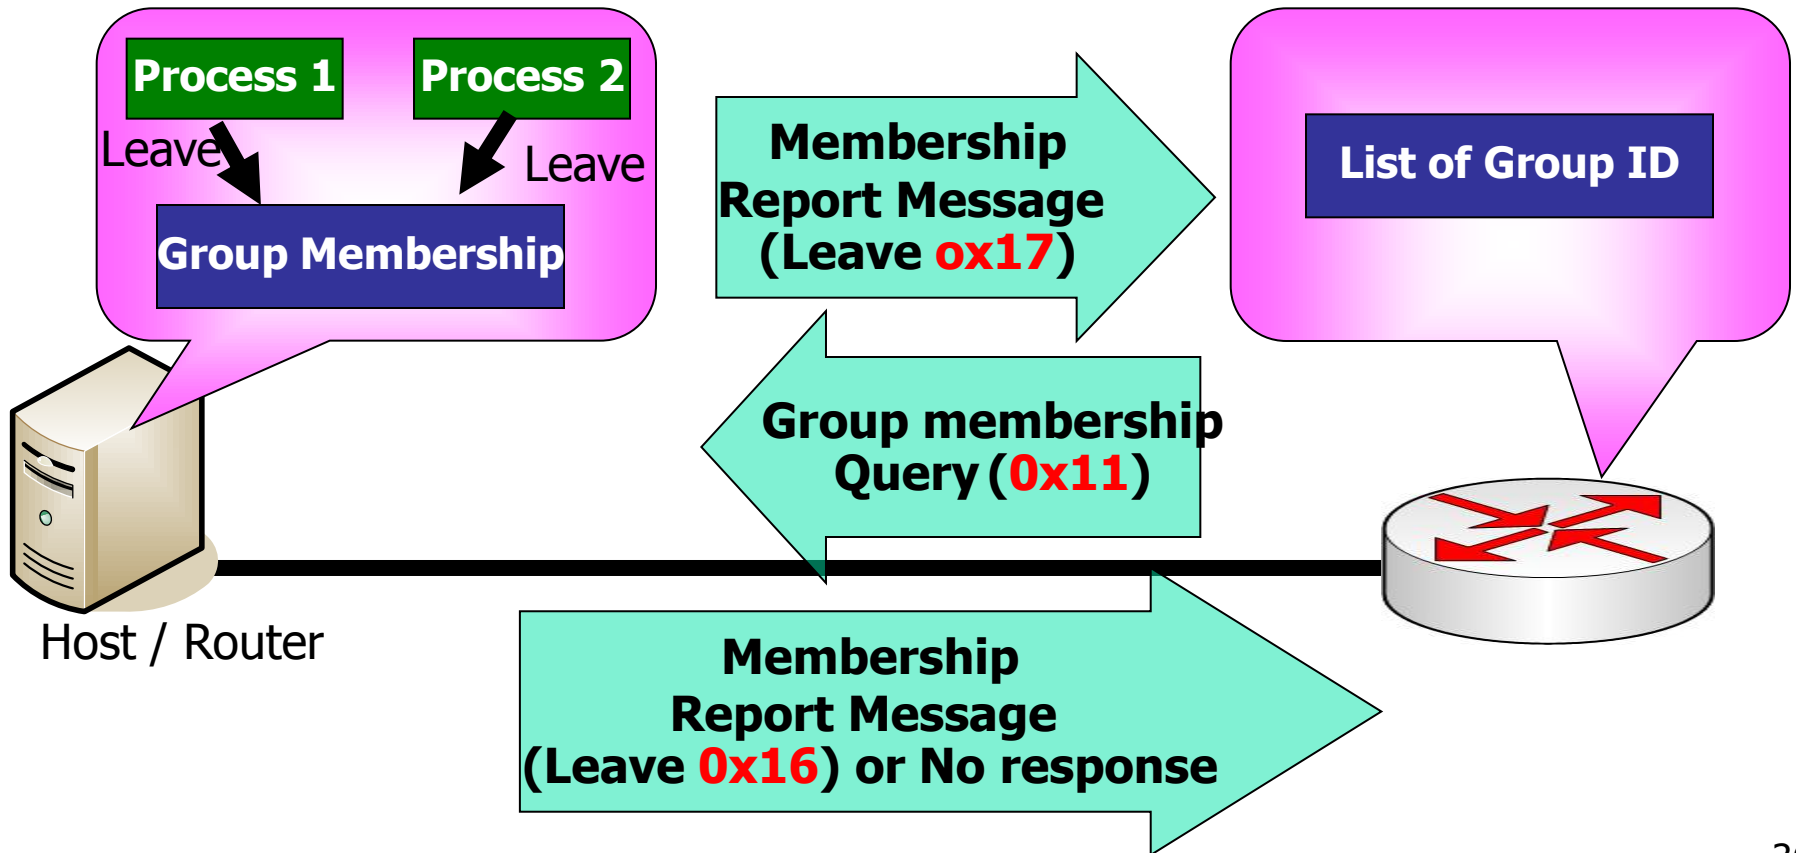 Process 1
Process 2
Leave
Leave
Group Membership
Membership
Report Message
(Leave ox17)
List of Group ID
Group membership
Query (0x11)
Host / Router
Membership
Report Message
(Leave 0x16) or No response